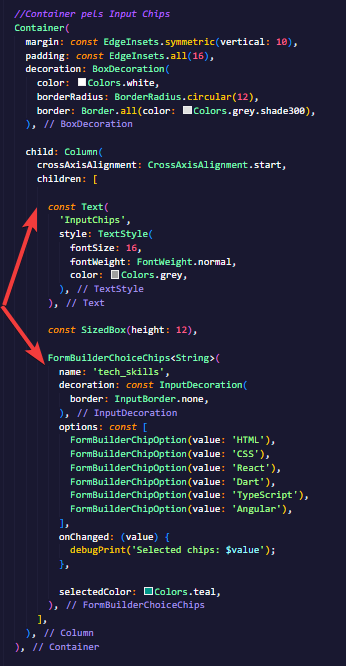 //Container pels Input Chips
Container(
  margin: const EdgeInsets.symmetric(vertical: 10),
  padding: const EdgeInsets.all(16),
  decoration: BoxDecoration(
    color: Colors.white,
    borderRadius: BorderRadius.circular(12),
    border: Border.all(color: Colors.grey.shade300),
  ), // BoxDecoration

  child: Column(
    crossAxisAlignment: CrossAxisAlignment.start,
    children: [

      const Text(
        'InputChips',
        style: TextStyle(
          fontSize: 16,
          fontWeight: FontWeight.normal,
          color: Colors.grey,
        ), // TextStyle
      ), // Text

      const SizedBox(height: 12),

      FormBuilderChoiceChips<String>(
        name: 'tech_skills',
        decoration: const InputDecoration(
          border: InputBorder.none,
        ), // InputDecoration
        options: const [
          FormBuilderChipOption(value: 'HTML'),
          FormBuilderChipOption(value: 'CSS'),
          FormBuilderChipOption(value: 'React'),
          FormBuilderChipOption(value: 'Dart'),
          FormBuilderChipOption(value: 'TypeScript'),
          FormBuilderChipOption(value: 'Angular'),
        ],
        onChanged: (value) {
          debugPrint('Selected chips: $value');
        },

        selectedColor: Colors.teal,
      ), // FormBuilderChoiceChips
    ],
  ), // Column
), // Container